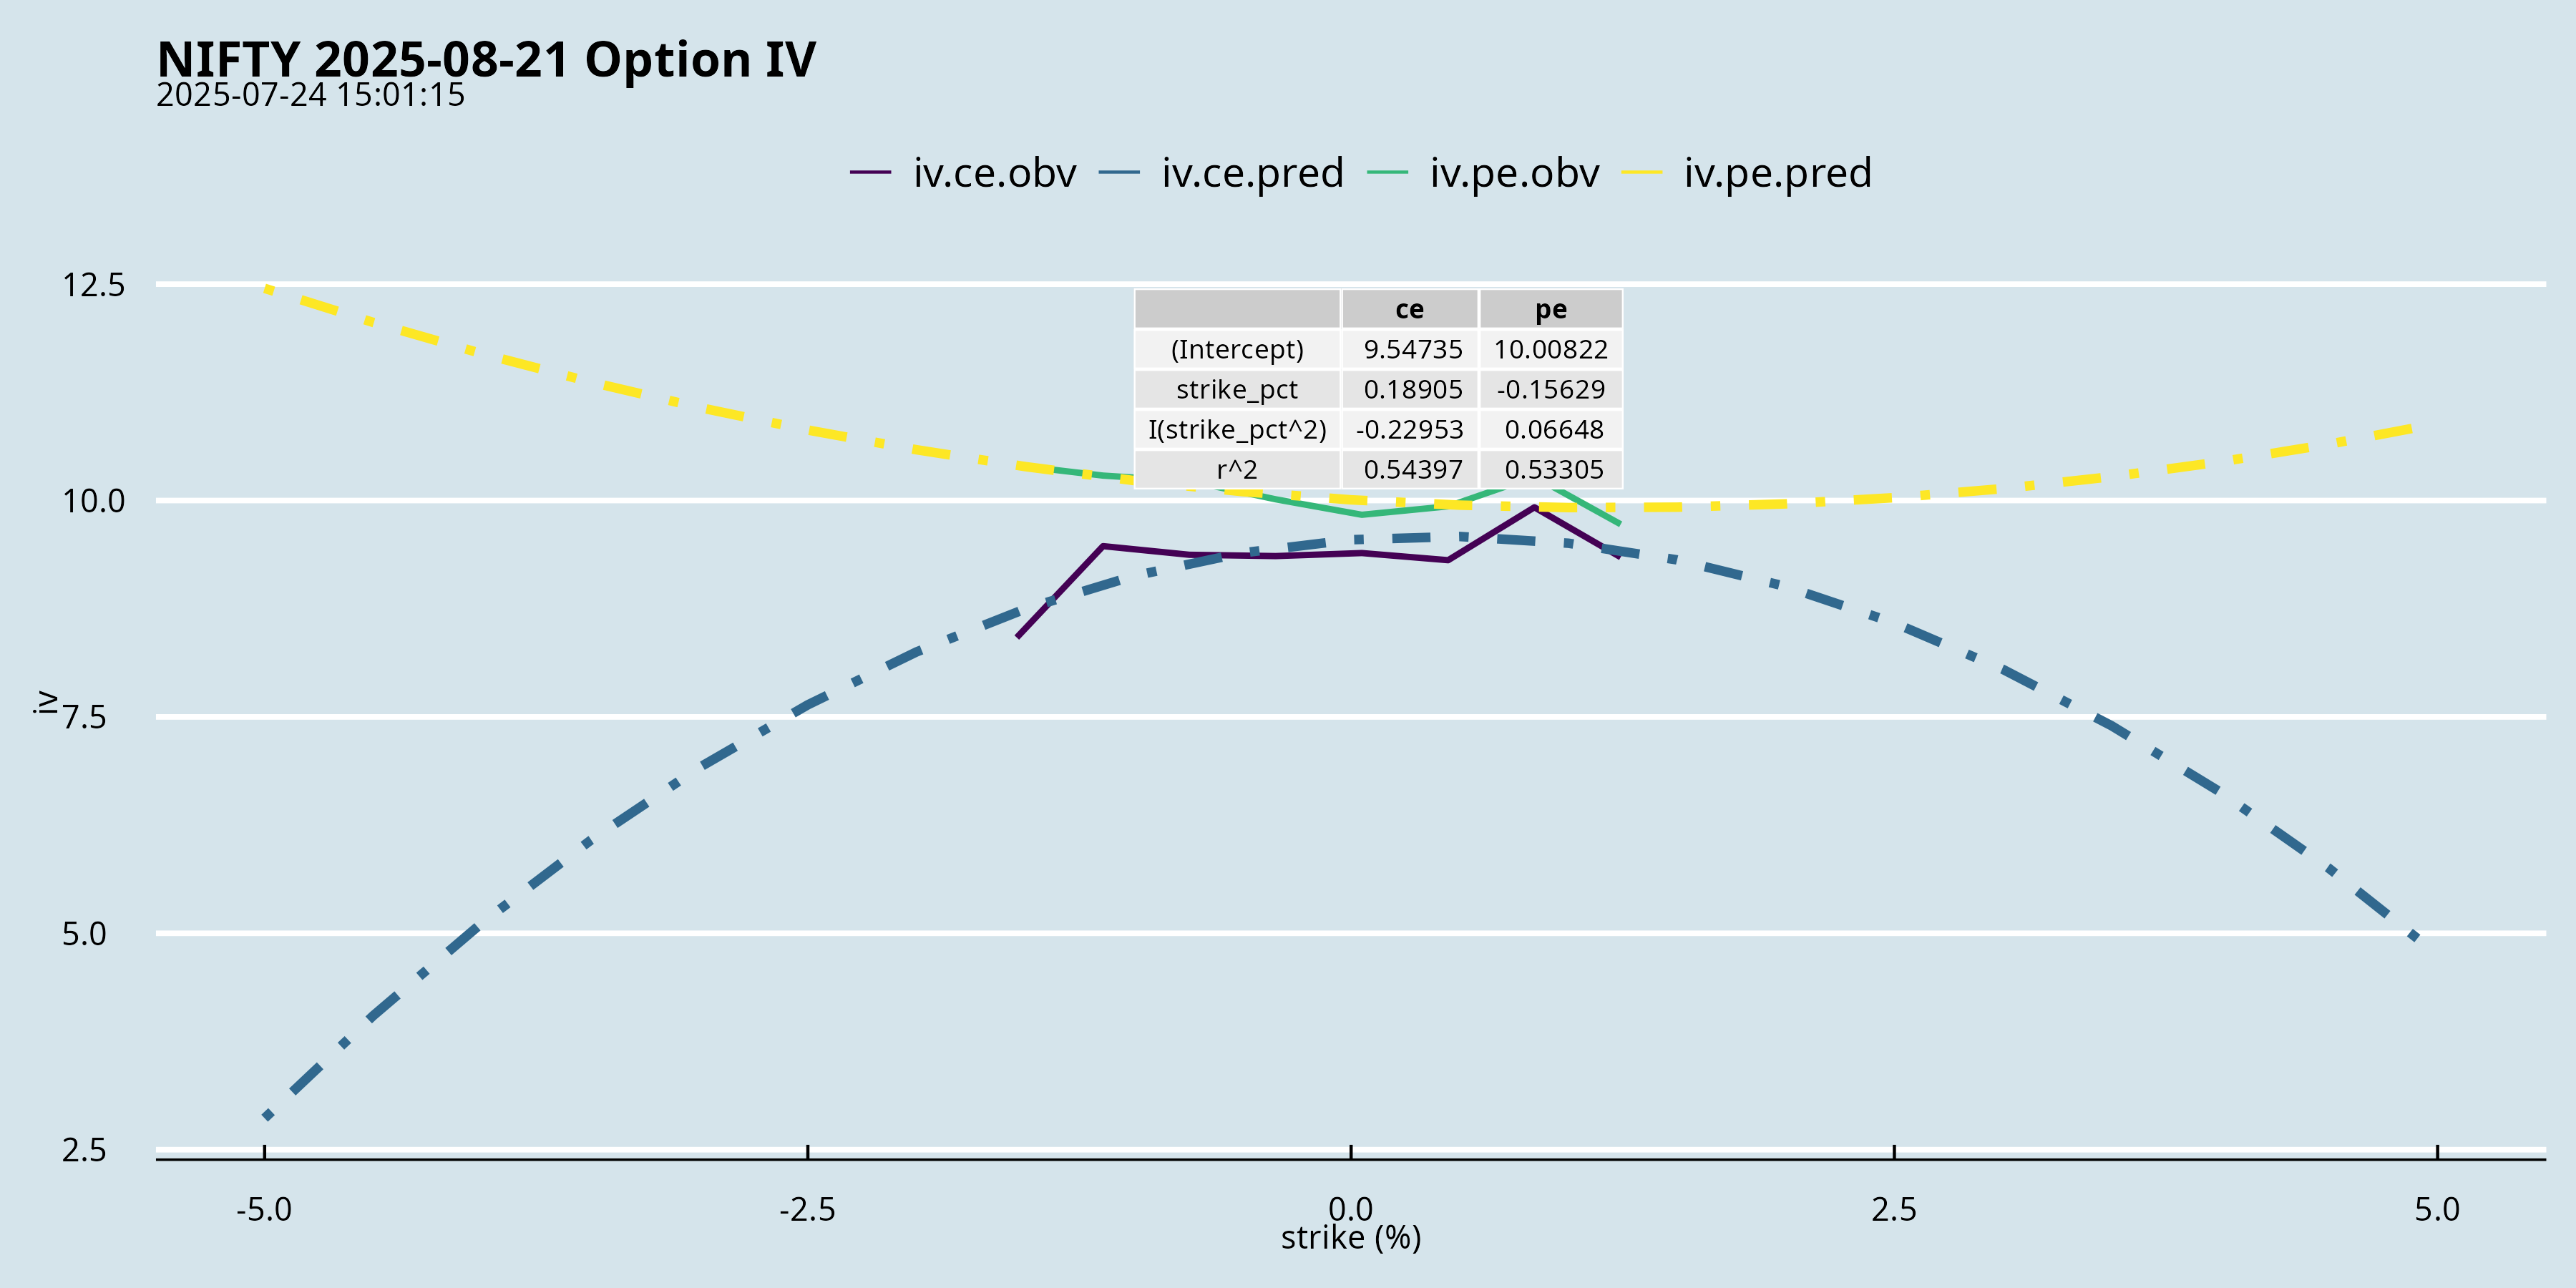 NIFTY 2025-08-21 Option IV
2025-07-24 15:01:15
iv.ce.obv iv.ce.pred iv.pe.obv iv.pe.pred
12.5
10.0
7.5
5.0
2.5
iv
ce pe
(Intercept) 9.54735 10.00822
strike_pct 0.18905 -0.15629
I(strike_pct^2) -0.22953 0.06648
r^2 0.54397 0.53305
-5.0 -2.5 0.0 2.5 5.0
strike (%)